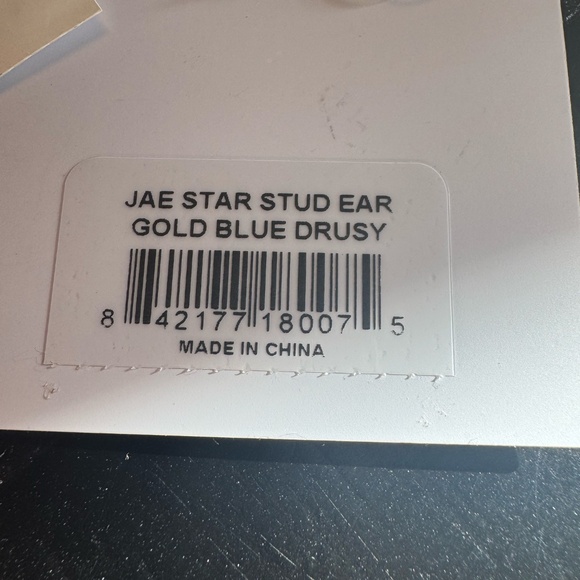 JAE STAR STUD EAR
GOLD BLUE DRUSY
8 42177 18007 5
MADE IN CHINA